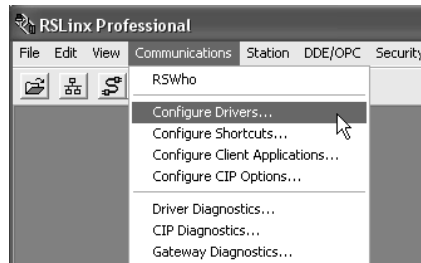 RSLinx Professional
File Edit View Communications Station DDE/OPC Security
RSWho
Configure Drivers...
Configure Shortcuts...
Configure Client Applications...
Configure CIP Options...
Driver Diagnostics...
CIP Diagnostics...
Gateway Diagnostics...